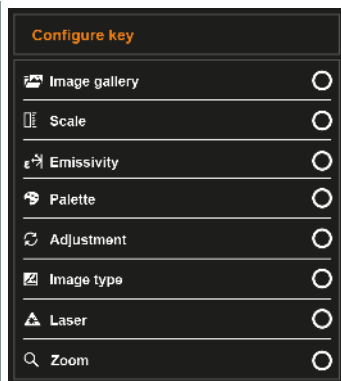 Configure key
Image gallery
Scale
ε Emissivity
Palette
Adjustment
Image type
Laser
Zoom